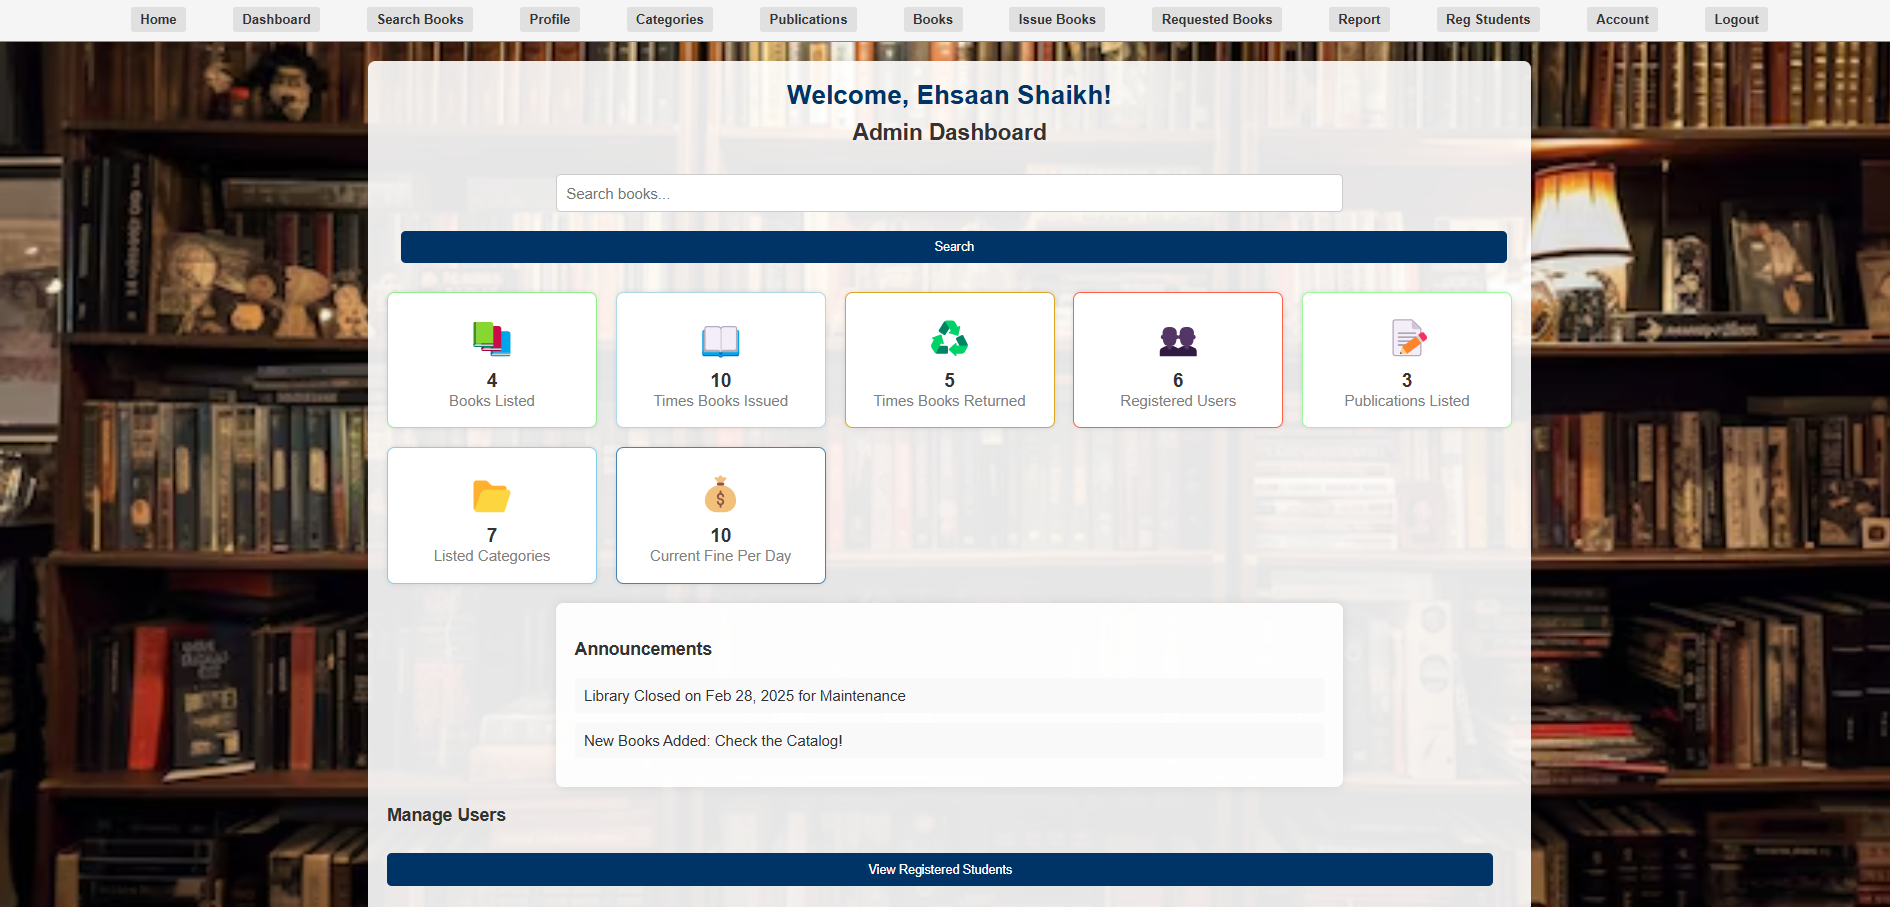 Home Dashboard Search Books Profile Categories Publications Books Issue Books Requested Books Report Reg Students Account Logout
Welcome, Ehsaan Shaikh!
Admin Dashboard
Search books...
Search
4
Books Listed
10
Times Books Issued
5
Times Books Returned
6
Registered Users
3
Publications Listed
7
Listed Categories
10
Current Fine Per Day
Announcements
Library Closed on Feb 28, 2025 for Maintenance
New Books Added: Check the Catalog!
Manage Users
View Registered Students